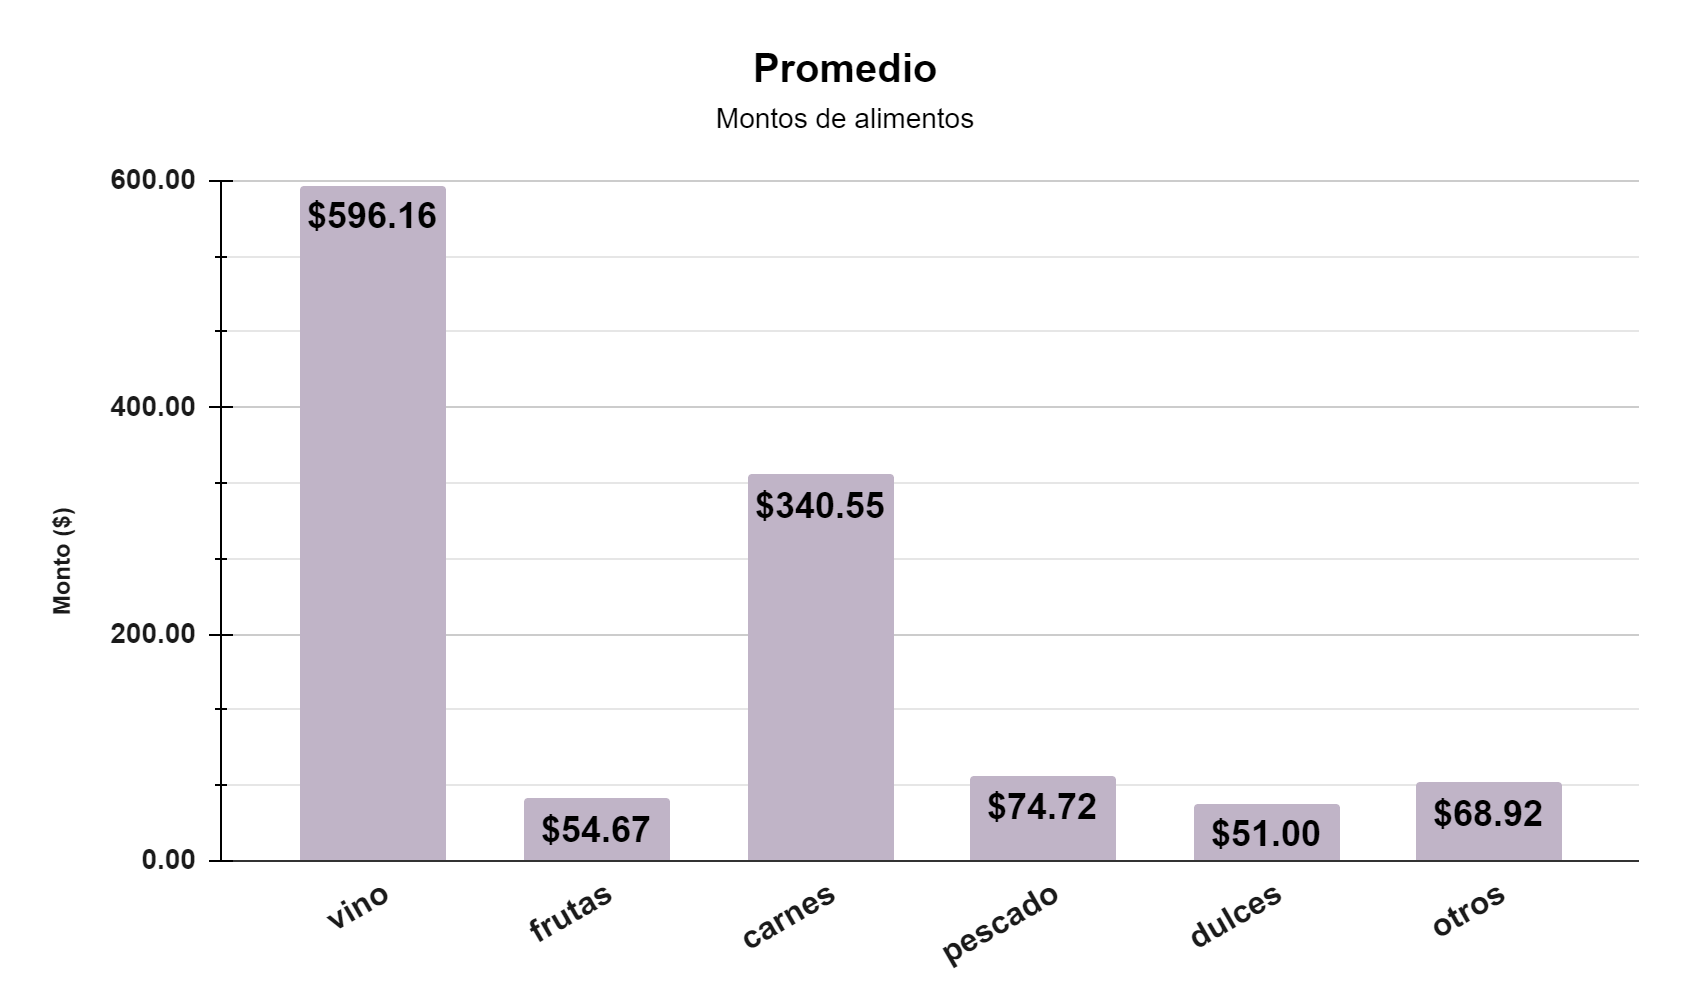 Promedio
Montos de alimentos
Monto ($)
600.00
400.00
200.00
0.00
$596.16
$54.67
$340.55
$74.72
$51.00
$68.92
vino
frutas
carnes
pescado
dulces
otros